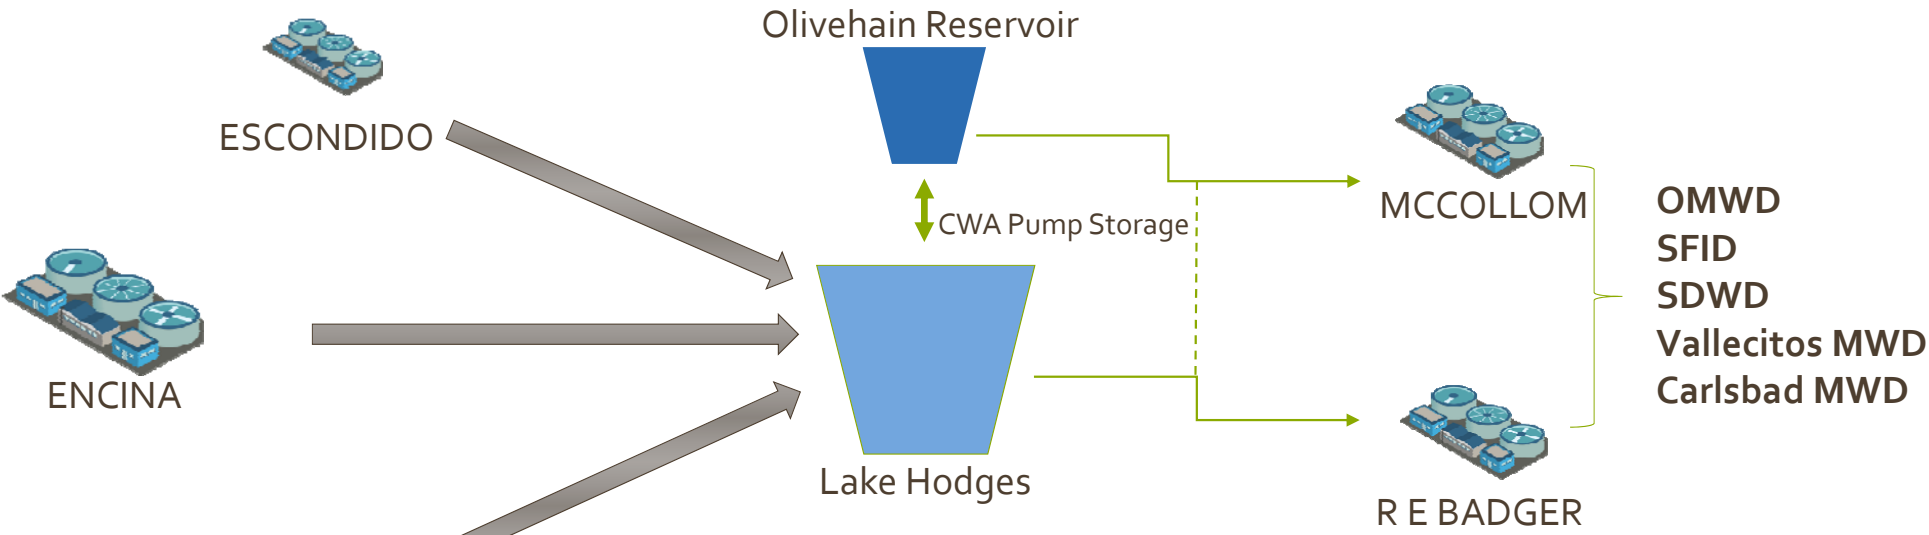 Olivehain Reservoir
ESCONDIDO
CWA Pump Storage
MCCOLLOM
ENCINA
Lake Hodges
R E BADGER
OMWD
SFID
SDWD
Vallecitos MWD
Carlsbad MWD